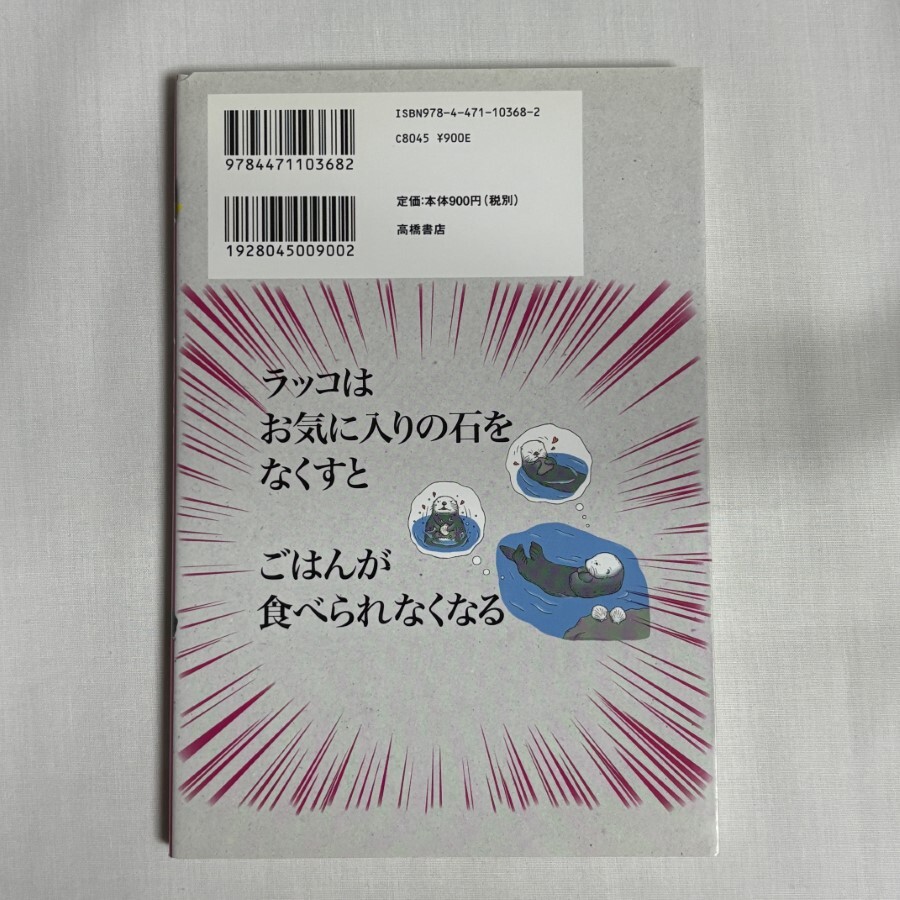 ISBN978-4-471-10368-2
C8045 ¥900E
9784471103682
定価:本体900円(税別)
高橋書店
1928045009002
ラッコは
お気に入りの石を
なくすと
ごはんが
食べられなくなる